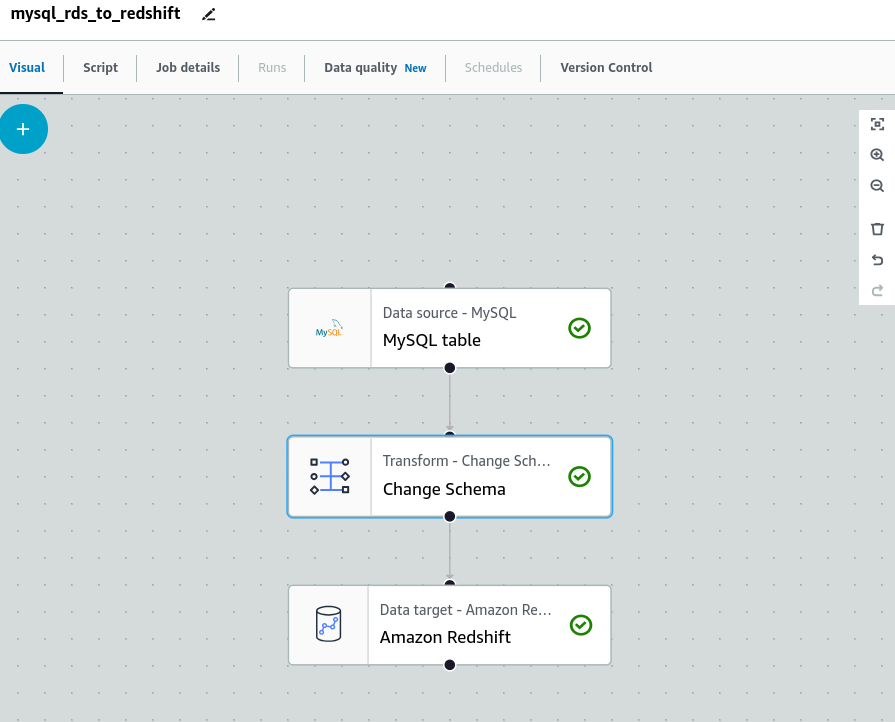 mysql_rds_to_redshift
Visual
Script
Job details
Runs
Data quality New
Schedules
Version Control
Data source - MySQL
MySQL
MySQL table
Transform - Change Sch...
Change Schema
Data target - Amazon Re...
Amazon Redshift